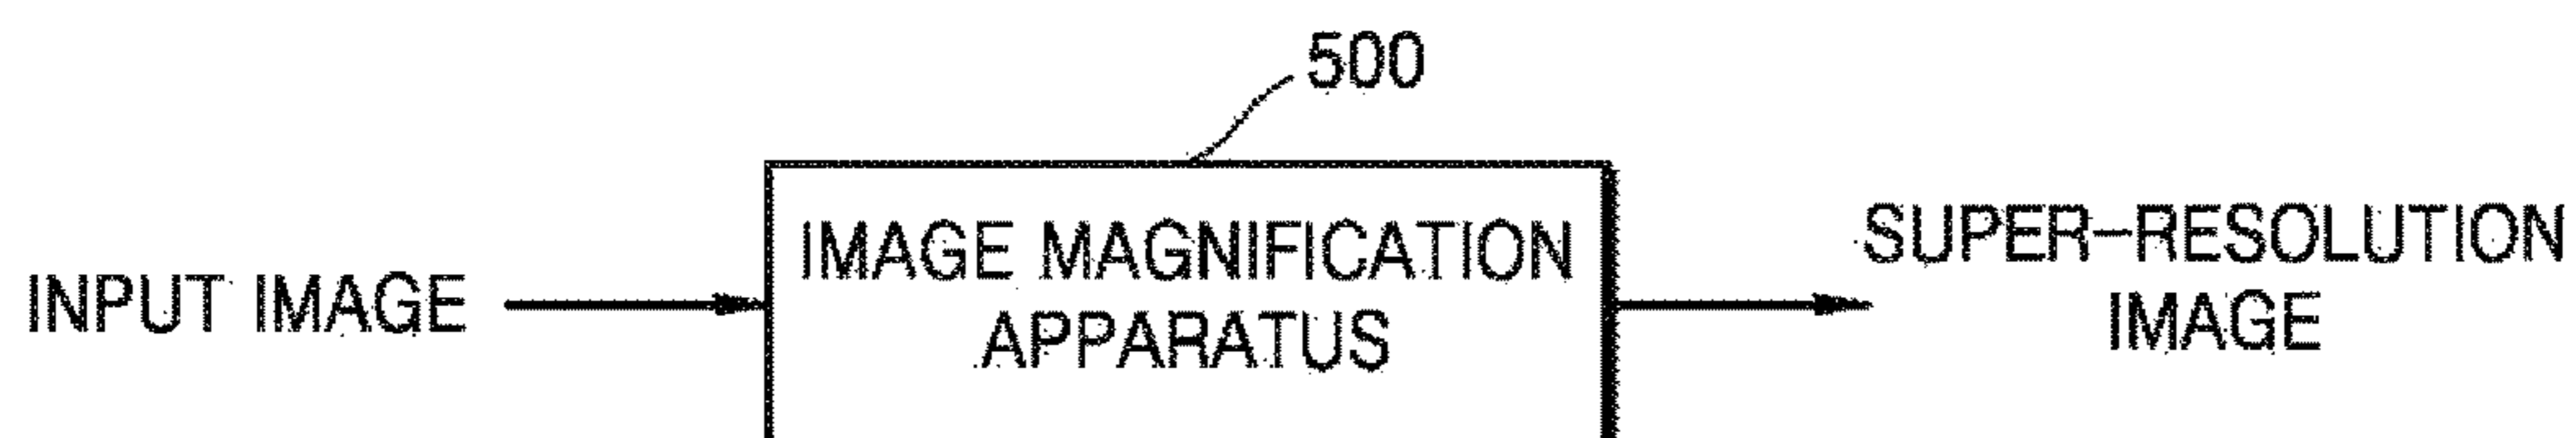 500
INPUT IMAGE
IMAGE MAGNIFICATION
APPARATUS
SUPER-RESOLUTION
IMAGE